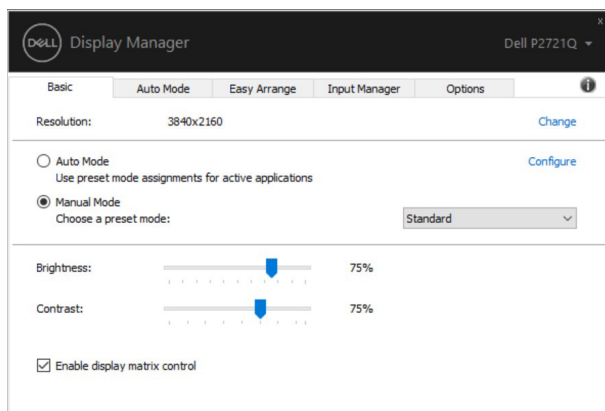 DELL Display Manager
Dell P2721Q
x
Basic
Auto Mode
Easy Arrange
Input Manager
Options
i
Resolution: 3840x2160 Change
Auto Mode Configure
Use preset mode assignments for active applications
Manual Mode
Choose a preset mode: Standard
Brightness: 75%
Contrast: 75%
Enable display matrix control